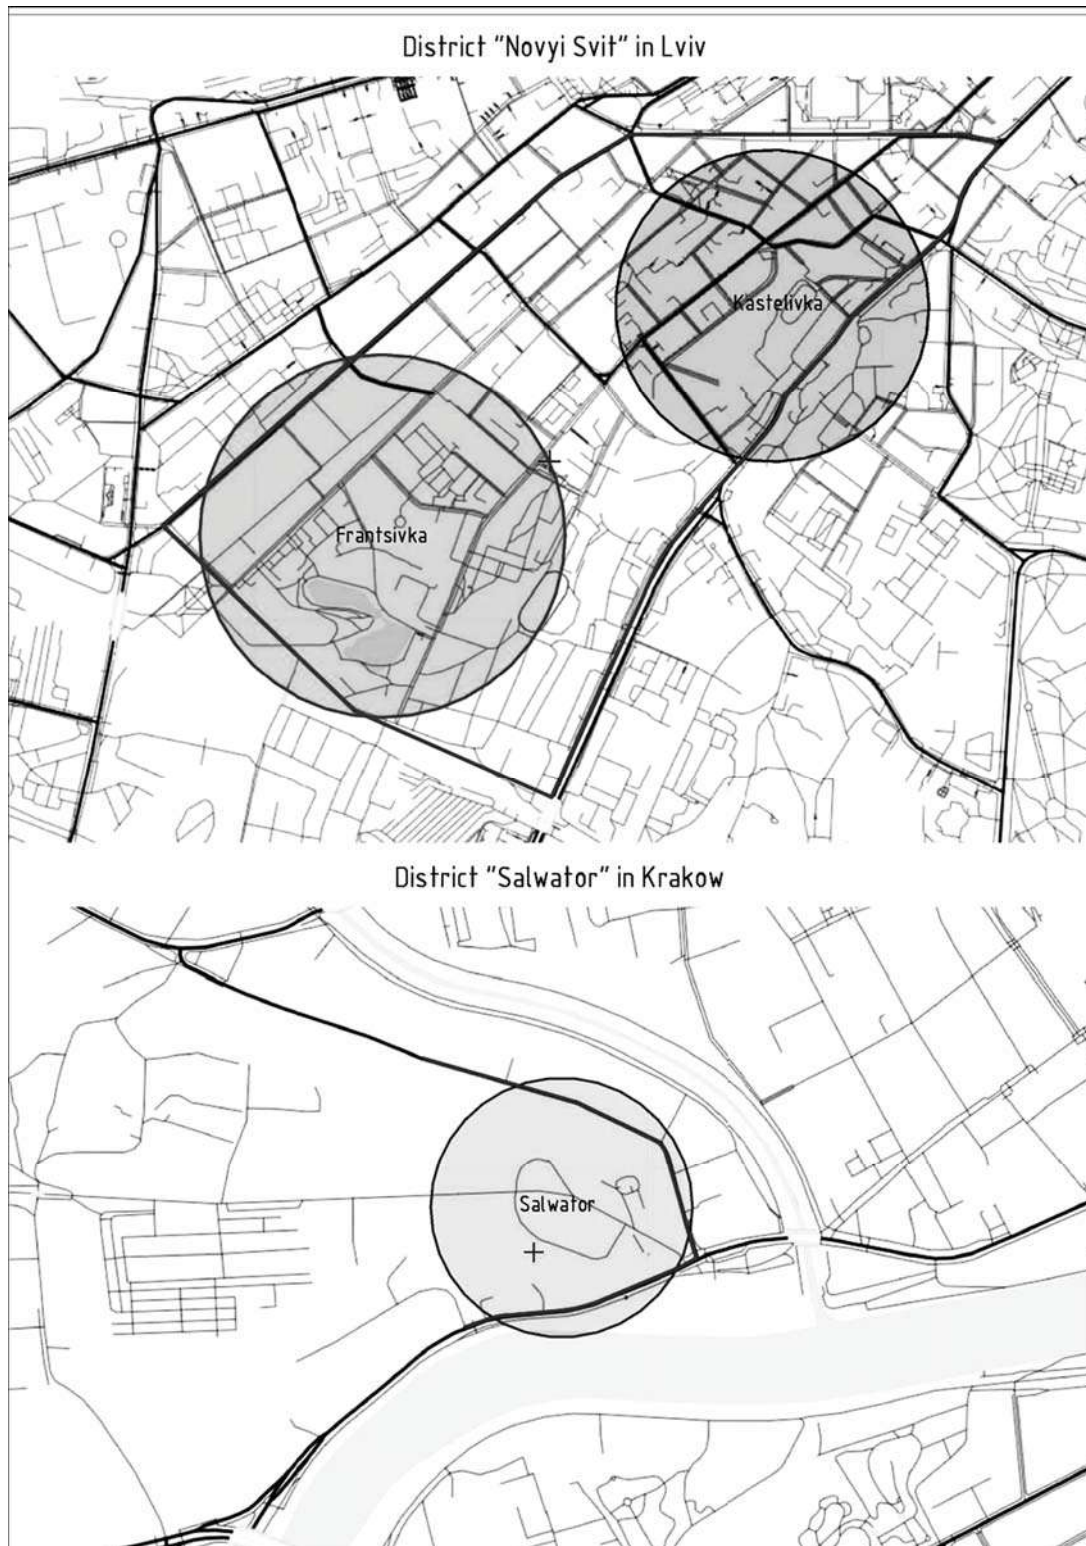 District "Novyi Svit" in Lviv
Kastelivka
Frantsivka
District "Salwator" in Krakow
Salwator